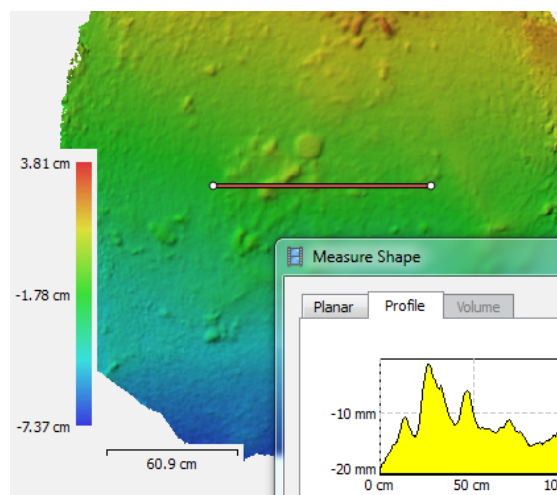 3.81 cm
-1.78 cm
-7.37 cm
60.9 cm
Measure Shape
Planar Profile Volume
-10 mm
-20 mm
0 cm 50 cm 10